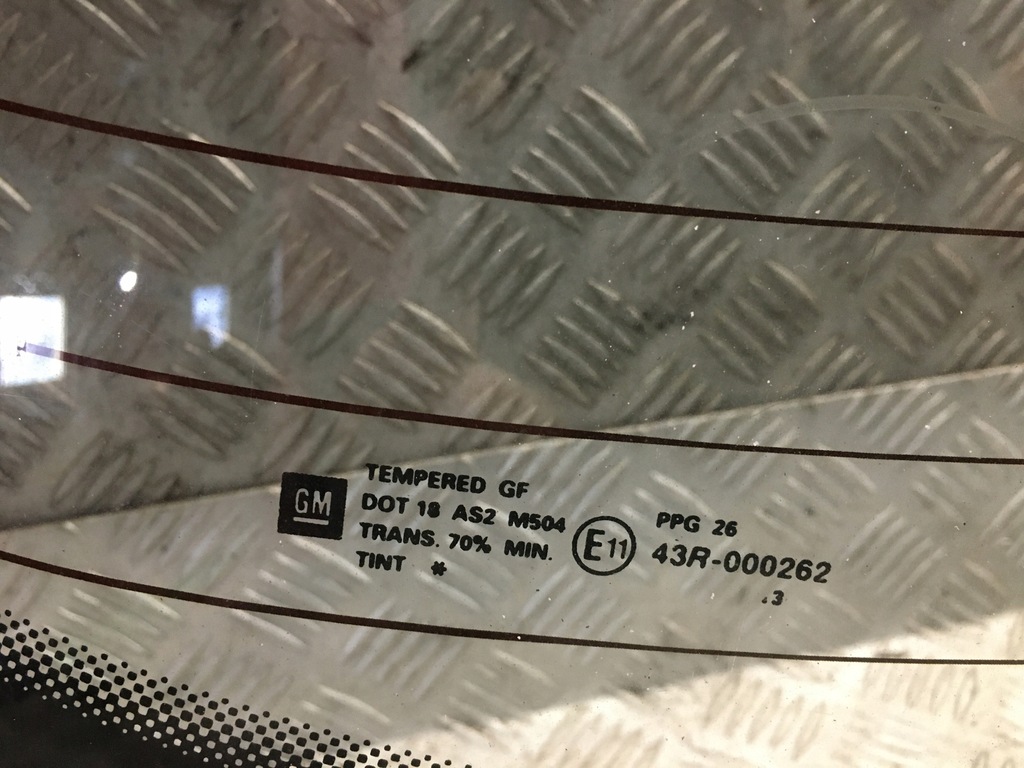 GM
TEMPERED GF
DOT 18 AS2 M504
TRANS. 70% MIN.
TINT *
E11
PPG 26
43R-000262
.3